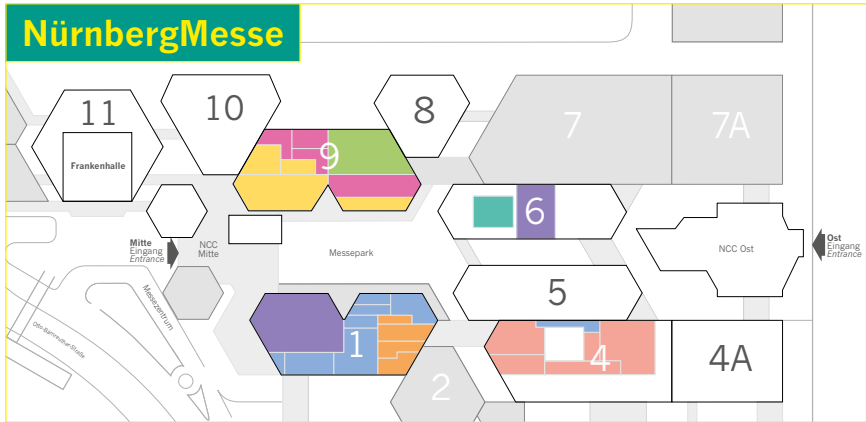 NürnbergMesse
11
10
8
7
7A
Frankenhalle
9
6
Mitte
Eingang
Entrance
NCC
Mitte
Messepark
NCC Ost
Ost
Eingang
Entrance
Messezentrum
5
1
4
4A
2